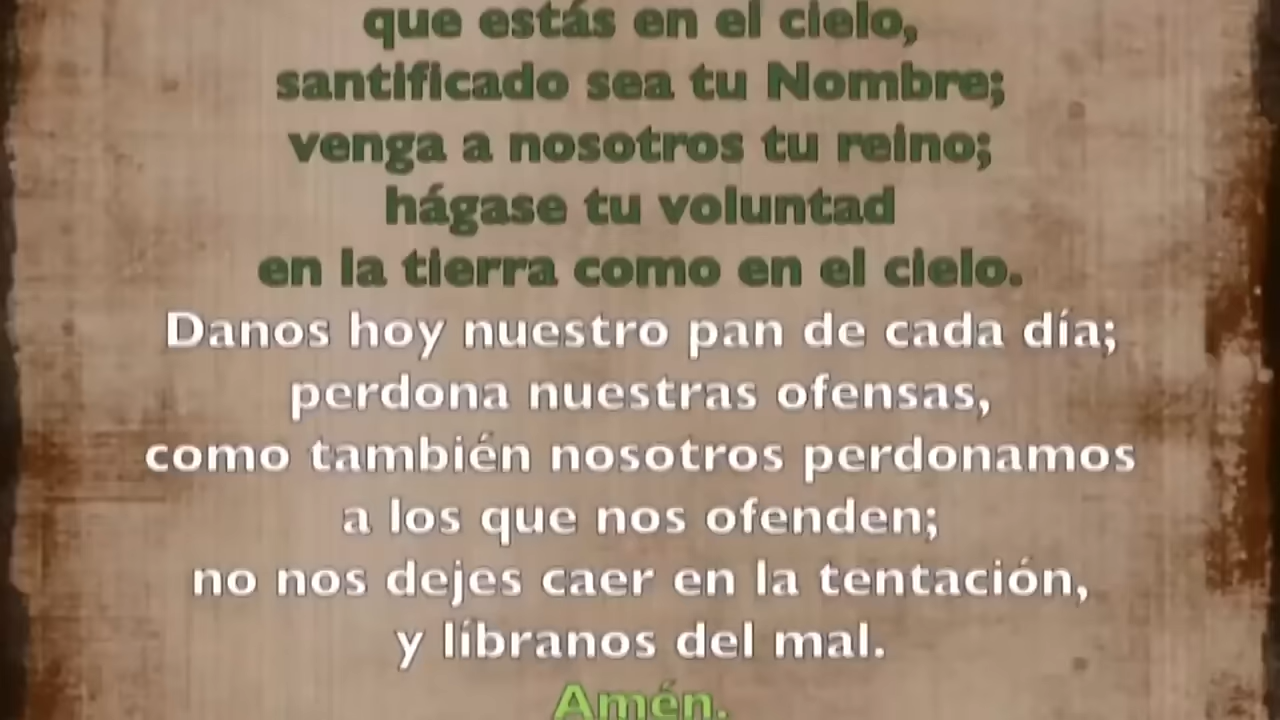 que estás en el cielo,
santificado sea tu Nombre;
venga a nosotros tu reino;
hágase tu voluntad
en la tierra como en el cielo.
Danos hoy nuestro pan de cada día;
perdona nuestras ofensas,
como también nosotros perdonamos
a los que nos ofenden;
no nos dejes caer en la tentación,
y líbranos del mal.
Amén.